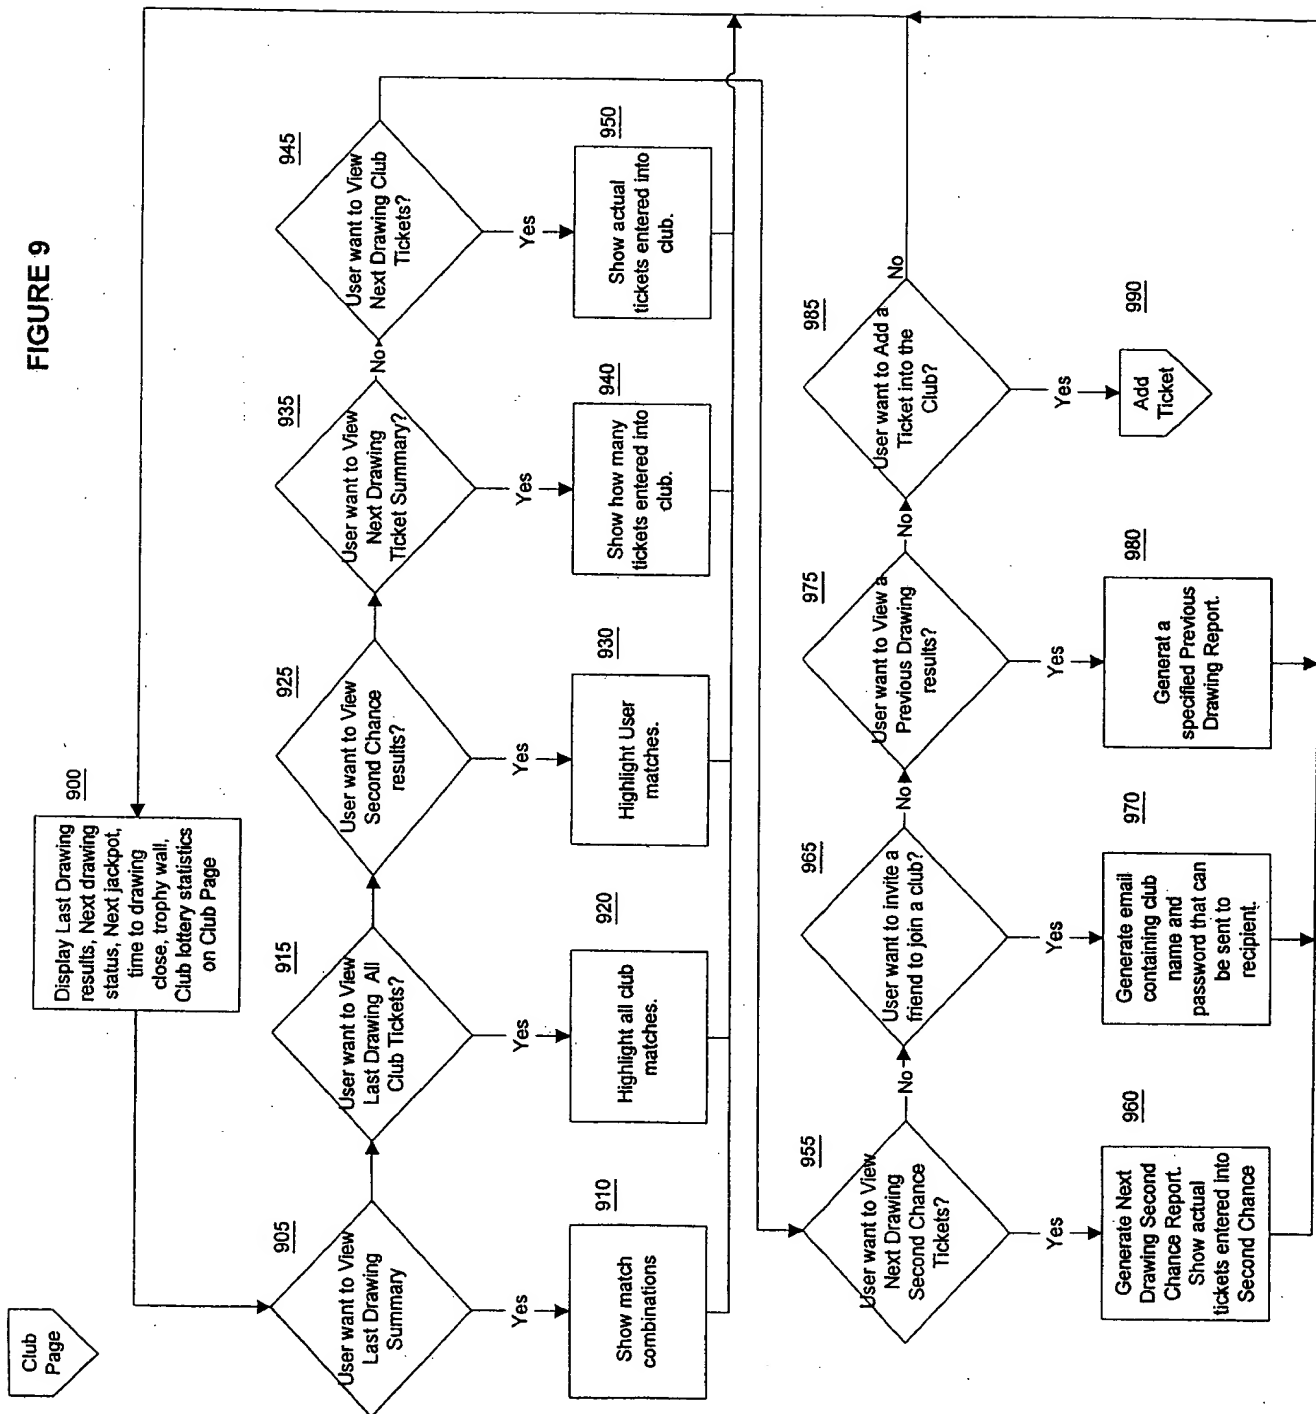 FIGURE 9
Club
Page
900
Display Last Drawing
results, Next drawing
status, Next jackpot,
time to drawing
close, trophy wall,
Club lottery statistics
on Club Page
905
User want to View
Last Drawing
Summary
Yes
910
Show match
combinations
915
User want to View
Last Drawing All
Club Tickets?
Yes
920
Highlight all club
matches.
925
User want to View
Second Chance
results?
Yes
930
Highlight User
matches.
935
User want to View
Next Drawing
Ticket Summary?
No
Yes
940
Show how many
tickets entered into
club.
945
User want to View
Next Drawing Club
Tickets?
Yes
950
Show actual
tickets entered into
club.
955
User want to View
Next Drawing
Second Chance
Tickets?
No
Yes
960
Generate Next
Drawing Second
Chance Report.
Show actual
tickets entered into
Second Chance
965
User want to invite a
friend to join a club?
No
Yes
970
Generate email
containing club
name and
password that can
be sent to
recipient.
975
User want to View a
Previous Drawing
results?
No
Yes
980
Generat a
specified Previous
Drawing Report.
985
User want to Add a
Ticket into the
Club?
No
Yes
990
Add
Ticket